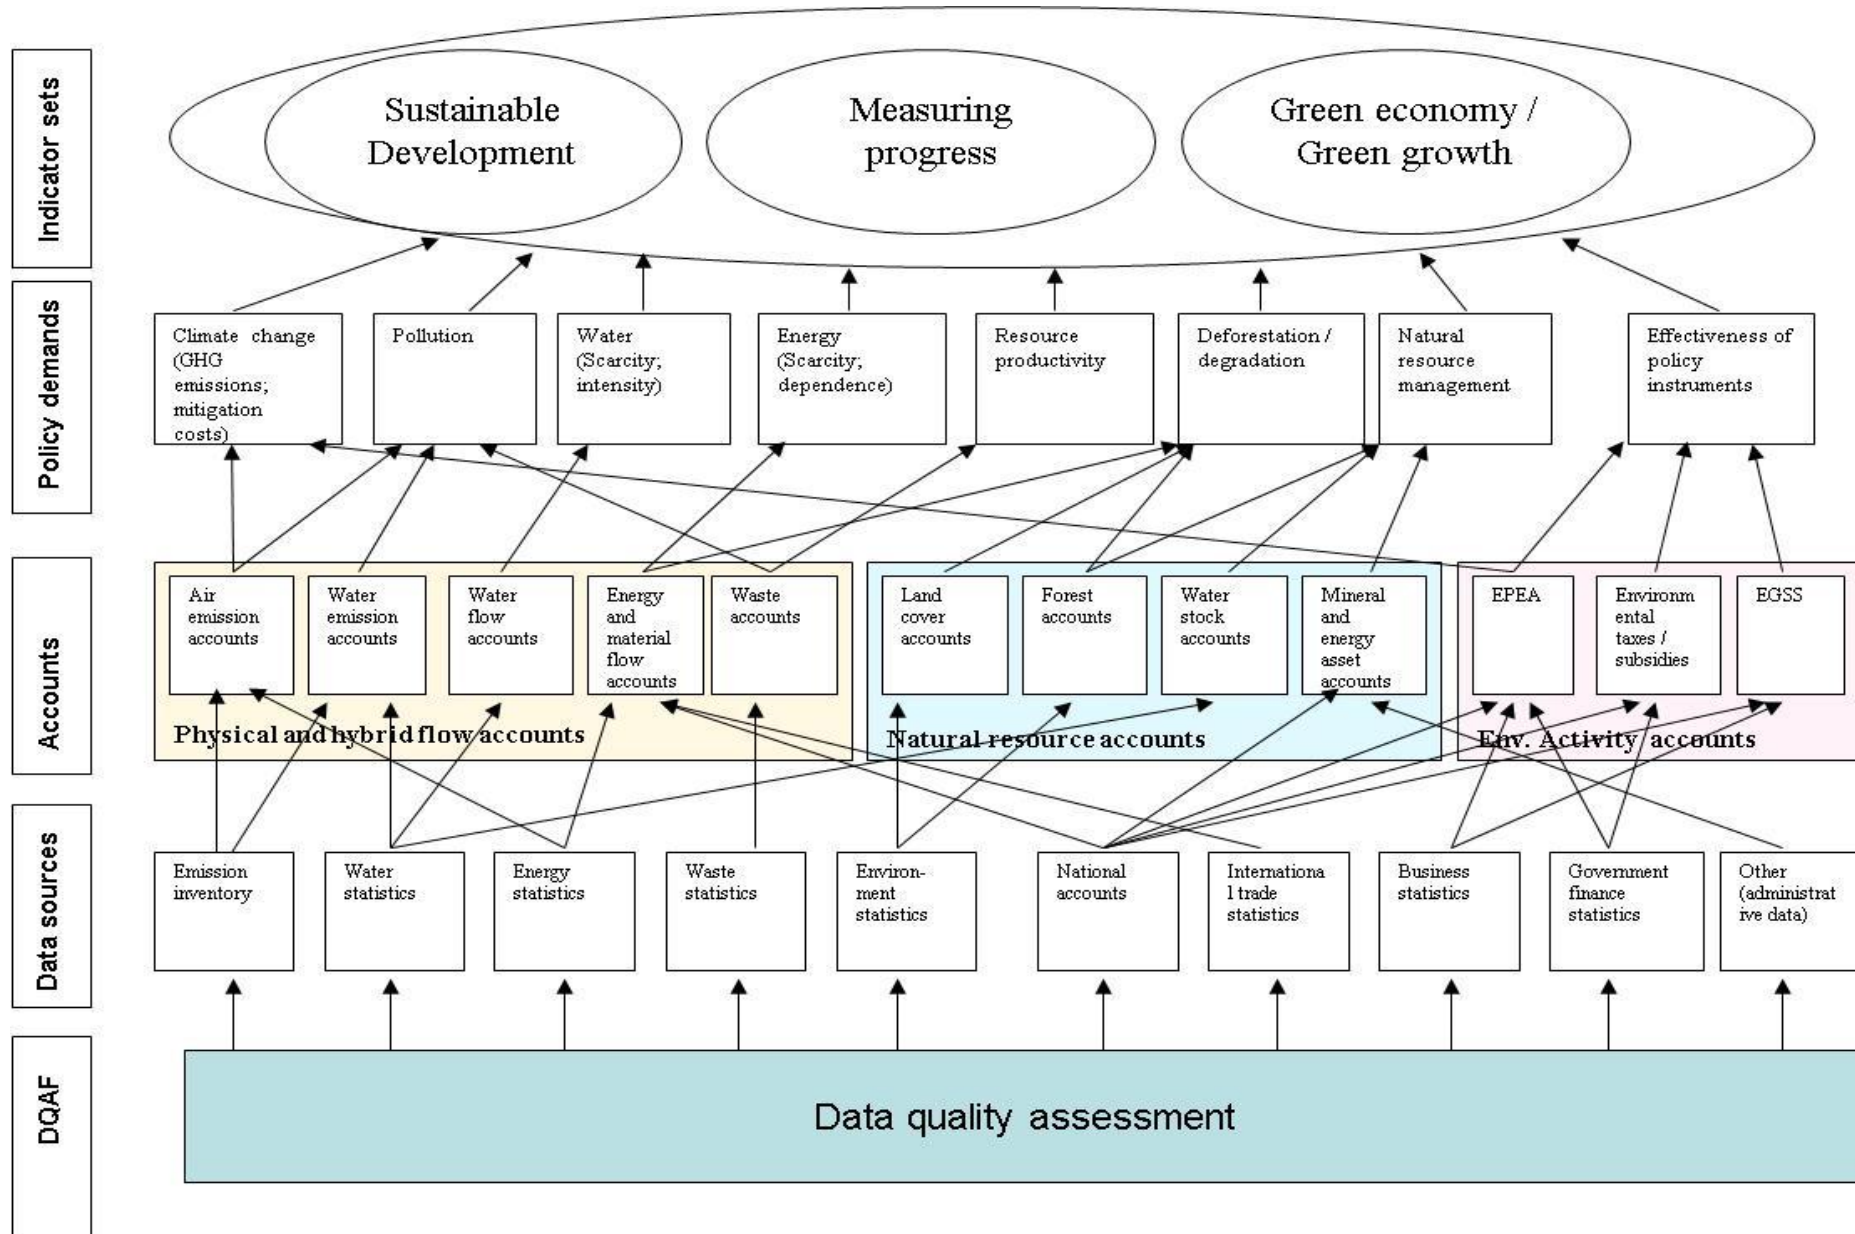 Indicator sets
Sustainable
Development
Measuring
progress
Green economy /
Green growth
Policy demands
Climate change
(GHG
emissions;
mitigation
costs)
Pollution
Water
(Scarcity;
intensity)
Energy
(Scarcity;
dependence)
Resource
productivity
Deforestation /
degradation
Natural
resource
management
Effectiveness of
policy
instruments
Accounts
Air
emission
accounts
Water
emission
accounts
Water
flow
accounts
Energy
and
material
flow
accounts
Waste
accounts
Physical and hybrid flow accounts
Land
cover
accounts
Forest
accounts
Water
stock
accounts
Mineral
and
energy
asset
accounts
Natural resource accounts
EPEA
Environm
ental
taxes /
subsidies
EGSS
Env. Activity accounts
Data sources
Emission
inventory
Water
statistics
Energy
statistics
Waste
statistics
Environ-
ment
statistics
National
accounts
Internationa
l trade
statistics
Business
statistics
Government
finance
statistics
Other
(administrat
ive data)
DQAF
Data quality assessment